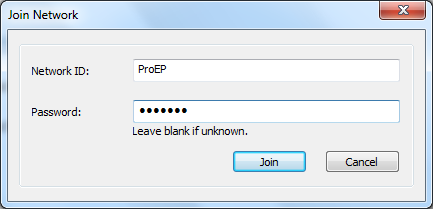 Join Network
Network ID: ProEP
Password: •••••••
Leave blank if unknown.
Join Cancel